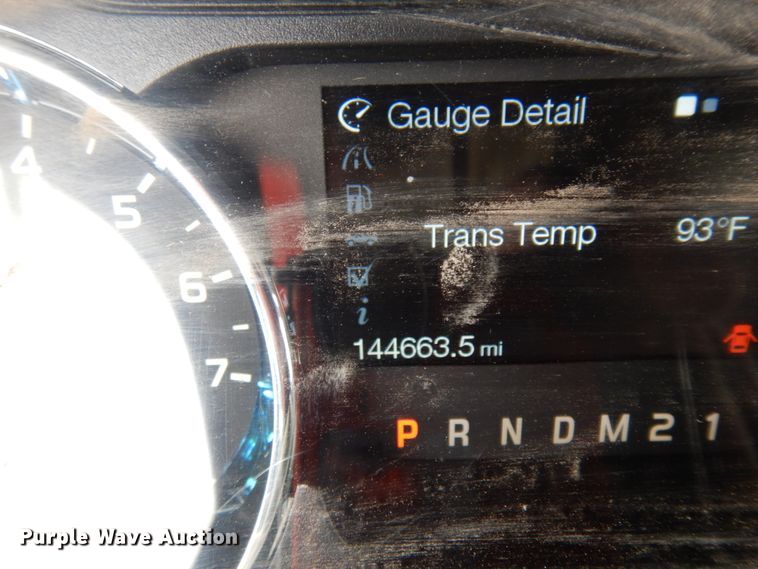 Gauge Detail
4
5
Trans Temp 93°F
6
i
144663.5 mi
7
P R N D M 2 1
Purple Wave Auction